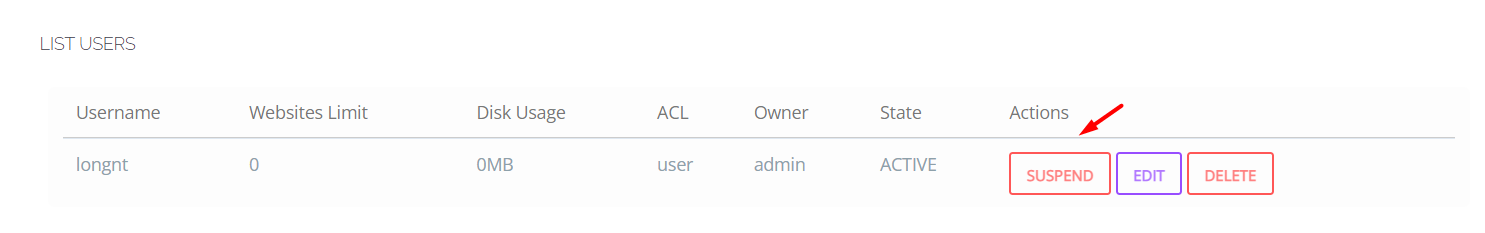 LIST USERS
Username Websites Limit Disk Usage ACL Owner State Actions
longnt 0 0MB user admin ACTIVE SUSPEND EDIT DELETE